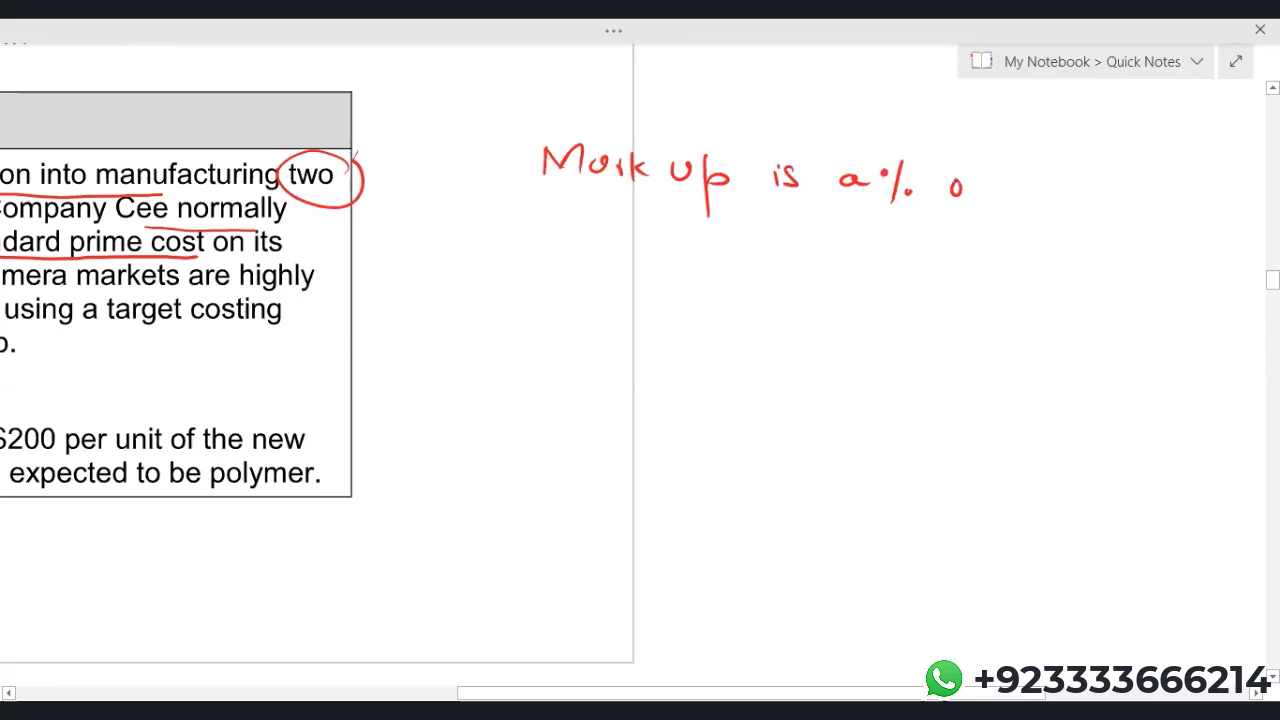 My Notebook > Quick Notes
Mark up is a % o
on into manufacturing two
Company Cee normally
ndard prime cost on its
mera markets are highly
using a target costing
p.
$200 per unit of the new
expected to be polymer.
+923333666214